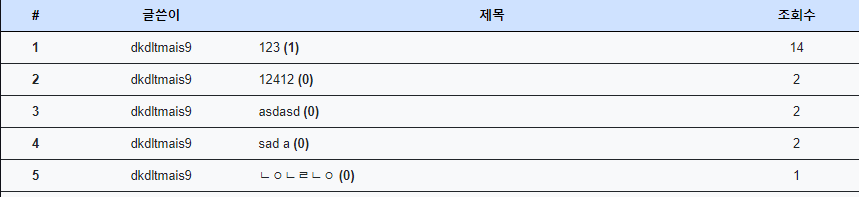 # 글쓴이 제목 조회수
1 dkdltmais9 123 (1) 14
2 dkdltmais9 12412 (0) 2
3 dkdltmais9 asdasd (0) 2
4 dkdltmais9 sad a (0) 2
5 dkdltmais9 ㄴㅇㄴㄹㄴㅇ (0) 1